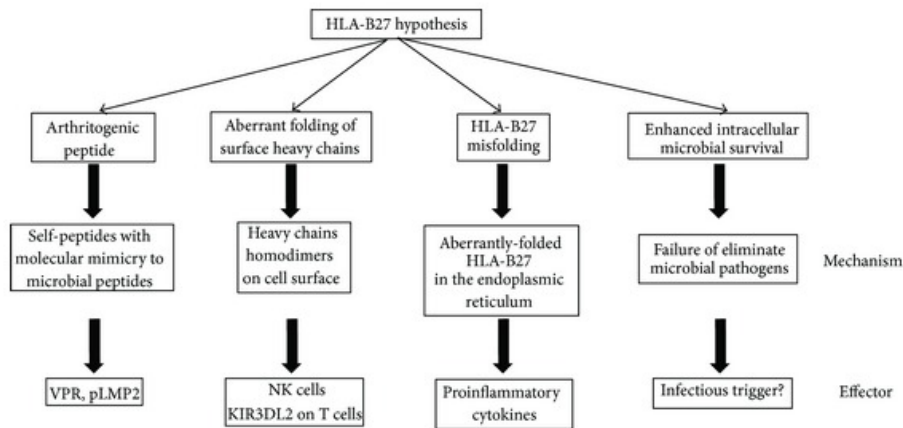 HLA-B27 hypothesis
Arthritogenic
peptide
Aberrant folding of
surface heavy chains
HLA-B27
misfolding
Enhanced intracellular
microbial survival
Self-peptides with
molecular mimicry to
microbial peptides
Heavy chains
homodimers
on cell surface
Aberrantly-folded
HLA-B27
in the endoplasmic
reticulum
Failure of eliminate
microbial pathogens
Mechanism
VPR, pLMP2
NK cells
KIR3DL2 on T cells
Proinflammatory
cytokines
Infectious trigger?
Effector